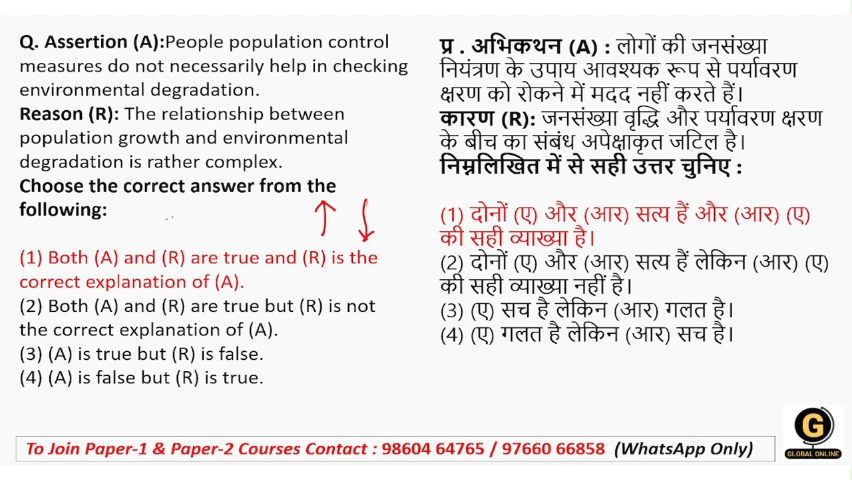 Q. Assertion (A):People population control
measures do not necessarily help in checking
environmental degradation.
Reason (R): The relationship between
population growth and environmental
degradation is rather complex.
Choose the correct answer from the
following:
(1) Both (A) and (R) are true and (R) is the
correct explanation of (A).
(2) Both (A) and (R) are true but (R) is not
the correct explanation of (A).
(3) (A) is true but (R) is false.
(4) (A) is false but (R) is true.
प्र . अभिकथन (A) : लोगों की जनसंख्या
नियंत्रण के उपाय आवश्यक रूप से पर्यावरण
क्षरण को रोकने में मदद नहीं करते हैं।
कारण (R): जनसंख्या वृद्धि और पर्यावरण क्षरण
के बीच का संबंध अपेक्षाकृत जटिल है।
निम्नलिखित में से सही उत्तर चुनिए :
(1) दोनों (ए) और (आर) सत्य हैं और (आर) (ए)
की सही व्याख्या है।
(2) दोनों (ए) और (आर) सत्य हैं लेकिन (आर) (ए)
की सही व्याख्या नहीं है।
(3) (ए) सच है लेकिन (आर) गलत है।
(4) (ए) गलत है लेकिन (आर) सच है।
To Join Paper-1 & Paper-2 Courses Contact : 98604 64765 / 97660 66858 (WhatsApp Only)
G
GLOBAL ONLINE